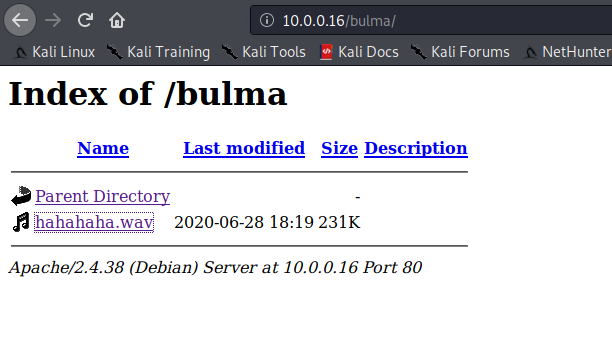 10.0.0.16/bulma/
Kali Linux Kali Training Kali Tools Kali Docs Kali Forums NetHunter
Index of /bulma
Name Last modified Size Description
Parent Directory -
hahahaha.wav 2020-06-28 18:19 231K
Apache/2.4.38 (Debian) Server at 10.0.0.16 Port 80